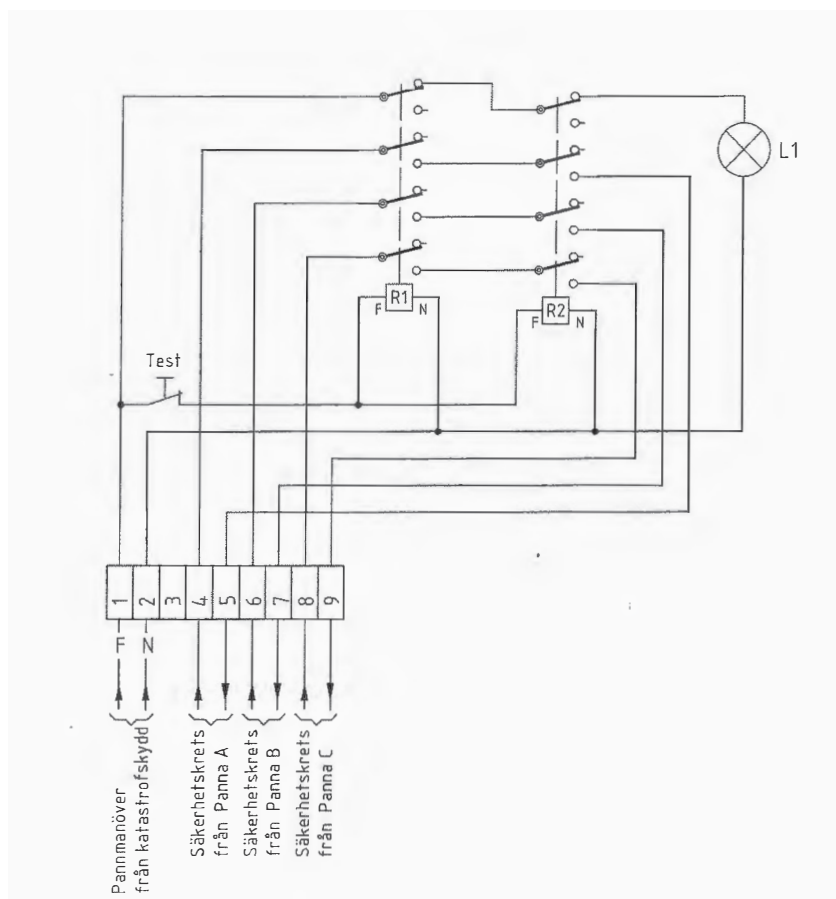 L1
R1
F
N
R2
F
N
Test
1
2
3
4
5
6
7
8
9
F
N
Pannmanöver
från katastrofskydd
Säkerhetskrets
från Panna A
Säkerhetskrets
från Panna B
Säkerhetskrets
från Panna C